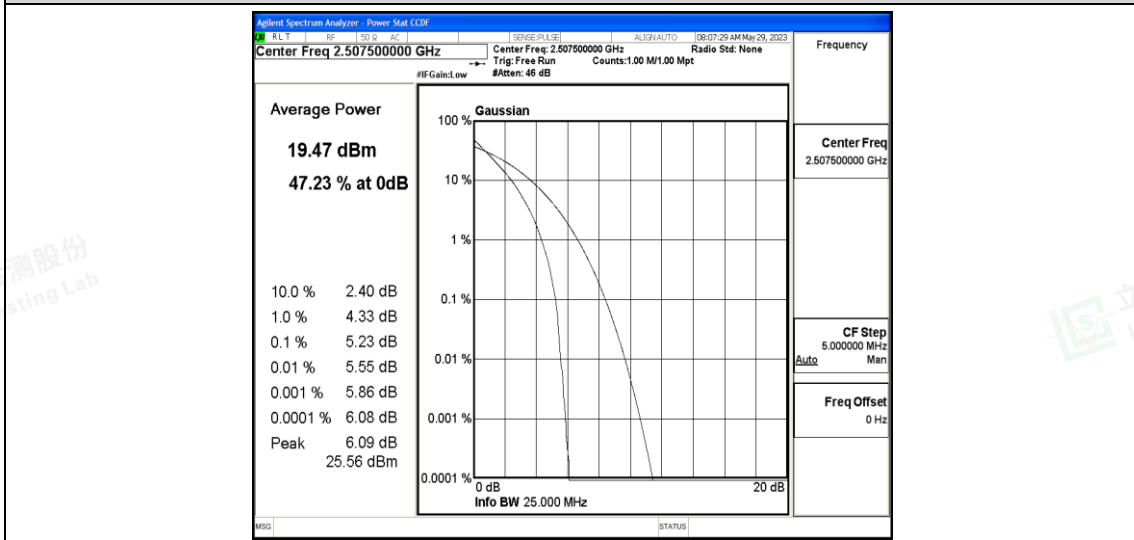 Agilent Spectrum Analyzer - Power Stat CCDF
RLT RF 50 Ω AC SENSE:PULSE ALIGNAUTO 08:07:29 AM May 29, 2023
Center Freq 2.507500000 GHz
Center Freq: 2.507500000 GHz Radio Std: None
Trig: Free Run Counts:1.00 M/1.00 Mpt
#IFGain:Low #Atten: 46 dB
Frequency
Average Power
19.47 dBm
47.23 % at 0dB
10.0 % 2.40 dB
1.0 % 4.33 dB
0.1 % 5.23 dB
0.01 % 5.55 dB
0.001 % 5.86 dB
0.0001 % 6.08 dB
Peak 6.09 dB
25.56 dBm
Gaussian
100 %
10 %
1 %
0.1 %
0.01 %
0.001 %
0.0001 %
0 dB 20 dB
Info BW 25.000 MHz
Center Freq
2.507500000 GHz
CF Step
5.000000 MHz
Auto Man
Freq Offset
0 Hz
MSG STATUS
测股份
sting Lab
立